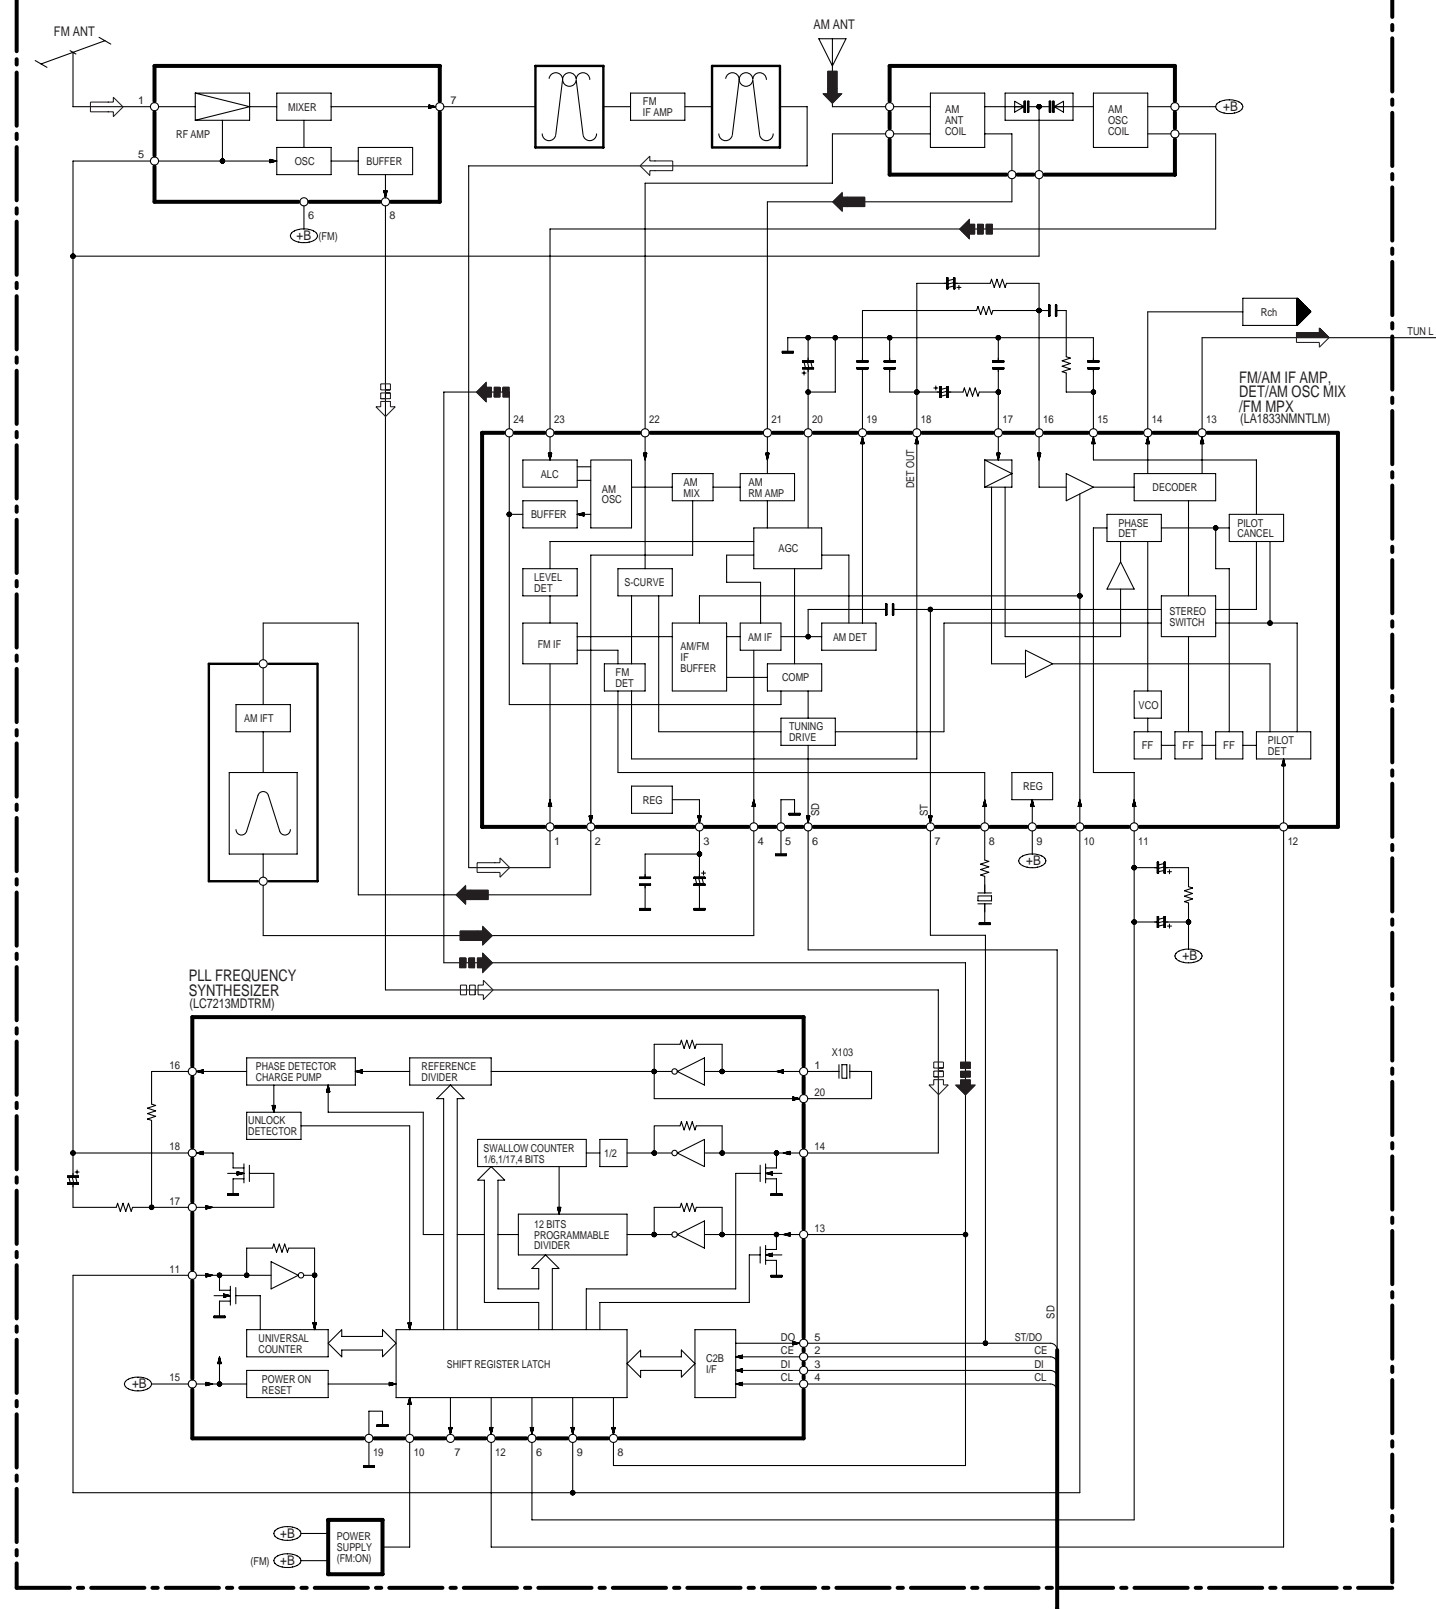 FM ANT
AM ANT
1
RF AMP
MIXER
7
5
OSC
BUFFER
6
8
+B (FM)
FM
IF AMP
AM
ANT
COIL
AM
OSC
COIL
+B
Rch
TUN L
FM/AM IF AMP,
DET/AM OSC MIX
/FM MPX
(LA1833NMNTLM)
24
23
22
21
20
19
18
17
16
15
14
13
ALC
AM
OSC
BUFFER
AM
MIX
AM
RM AMP
DET OUT
DECODER
PHASE
DET
PILOT
CANCEL
AGC
LEVEL
DET
S-CURVE
STEREO
SWITCH
FM IF
AM/FM
IF
BUFFER
AM IF
AM DET
FM
DET
COMP
TUNING
DRIVE
VCO
FF
FF
FF
PILOT
DET
REG
SD
ST
REG
1
2
3
4
5
6
7
8
9
10
11
12
+B
+B
AM IFT
PLL FREQUENCY
SYNTHESIZER
(LC7213MDTRM)
16
PHASE DETECTOR
CHARGE PUMP
REFERENCE
DIVIDER
1
X103
20
UNLOCK
DETECTOR
18
SWALLOW COUNTER
1/6,1/17,4 BITS
1/2
14
17
12 BITS
PROGRAMMABLE
DIVIDER
13
11
UNIVERSAL
COUNTER
SHIFT REGISTER LATCH
C2B
I/F
DO
CE
DI
CL
5
2
3
4
SD
ST/DO
CE
DI
CL
+B
15
POWER ON
RESET
19
10
7
12
6
9
8
+B
(FM) +B
POWER
SUPPLY
(FM:ON)